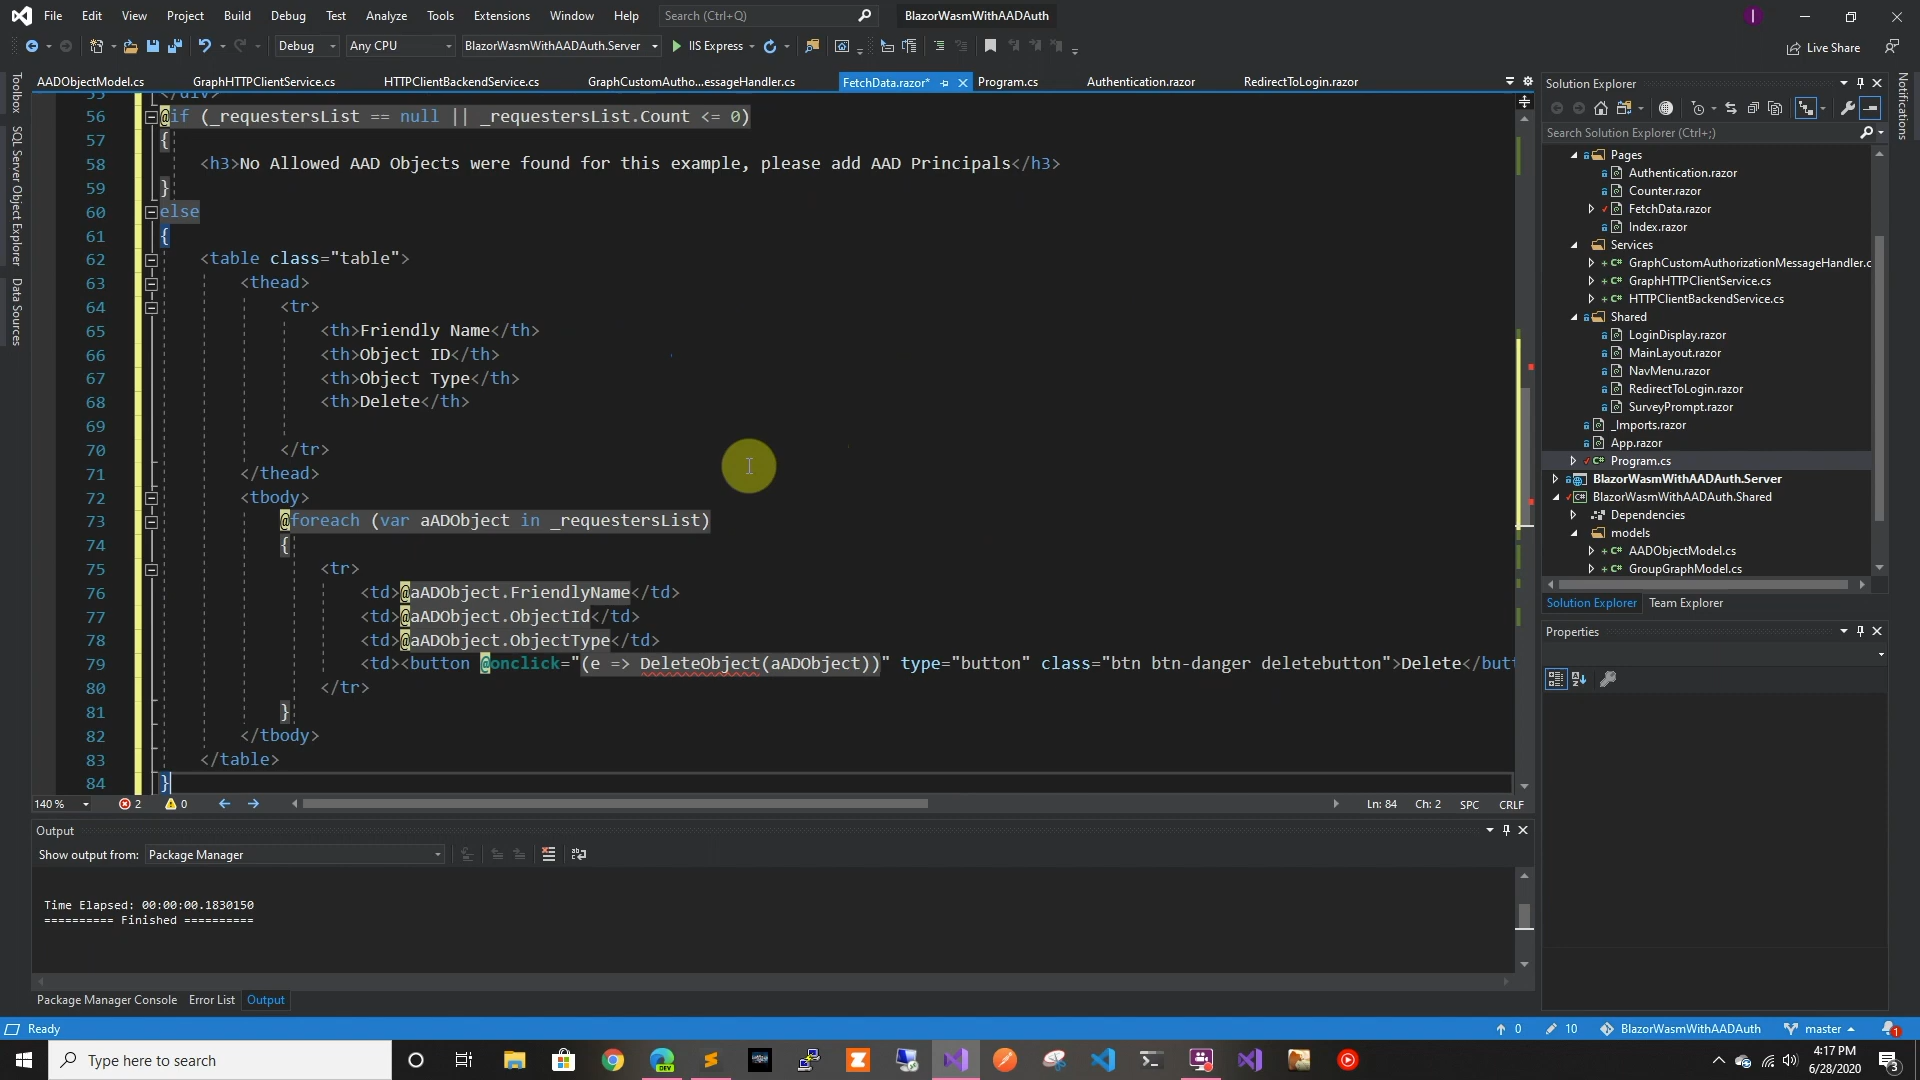 File Edit View Project Build Debug Test Analyze Tools Extensions Window Help Search (Ctrl+Q) BlazorWasmWithAADAuth
Debug Any CPU BlazorWasmWithAADAuth.Server IIS Express Live Share
AADObjectModel.cs GraphHTTPClientService.cs HTTPClientBackendService.cs GraphCustomAutho...essageHandler.cs FetchData.razor* Program.cs Authentication.razor RedirectToLogin.razor
Toolbox
SQL Server Object Explorer
Data Sources
55 </div>
56 @if (_requestersList == null || _requestersList.Count <= 0)
57 {
58 <h3>No Allowed AAD Objects were found for this example, please add AAD Principals</h3>
59 }
60 else
61 {
62 <table class="table">
63 <thead>
64 <tr>
65 <th>Friendly Name</th>
66 <th>Object ID</th>
67 <th>Object Type</th>
68 <th>Delete</th>
69
70 </tr>
71 </thead>
72 <tbody>
73 @foreach (var aADObject in _requestersList)
74 {
75 <tr>
76 <td>@aADObject.FriendlyName</td>
77 <td>@aADObject.ObjectId</td>
78 <td>@aADObject.ObjectType</td>
79 <td><button @onclick="(e => DeleteObject(aADObject))" type="button" class="btn btn-danger deletebutton">Delete</butt
80 </tr>
81 }
82 </tbody>
83 </table>
84 }
140 % 2 0 Ln: 84 Ch: 2 SPC CRLF
Output
Show output from: Package Manager
Time Elapsed: 00:00:00.1830150
========== Finished ==========
Package Manager Console Error List Output
Solution Explorer
Search Solution Explorer (Ctrl+;)
Pages
Authentication.razor
Counter.razor
FetchData.razor
Index.razor
Services
GraphCustomAuthorizationMessageHandler.c
GraphHTTPClientService.cs
HTTPClientBackendService.cs
Shared
LoginDisplay.razor
MainLayout.razor
NavMenu.razor
RedirectToLogin.razor
SurveyPrompt.razor
_Imports.razor
App.razor
Program.cs
BlazorWasmWithAADAuth.Server
BlazorWasmWithAADAuth.Shared
Dependencies
models
AADObjectModel.cs
GroupGraphModel.cs
Solution Explorer Team Explorer
Properties
Notifications
Ready 0 10 BlazorWasmWithAADAuth master 1
Type here to search
4:17 PM
6/28/2020
3